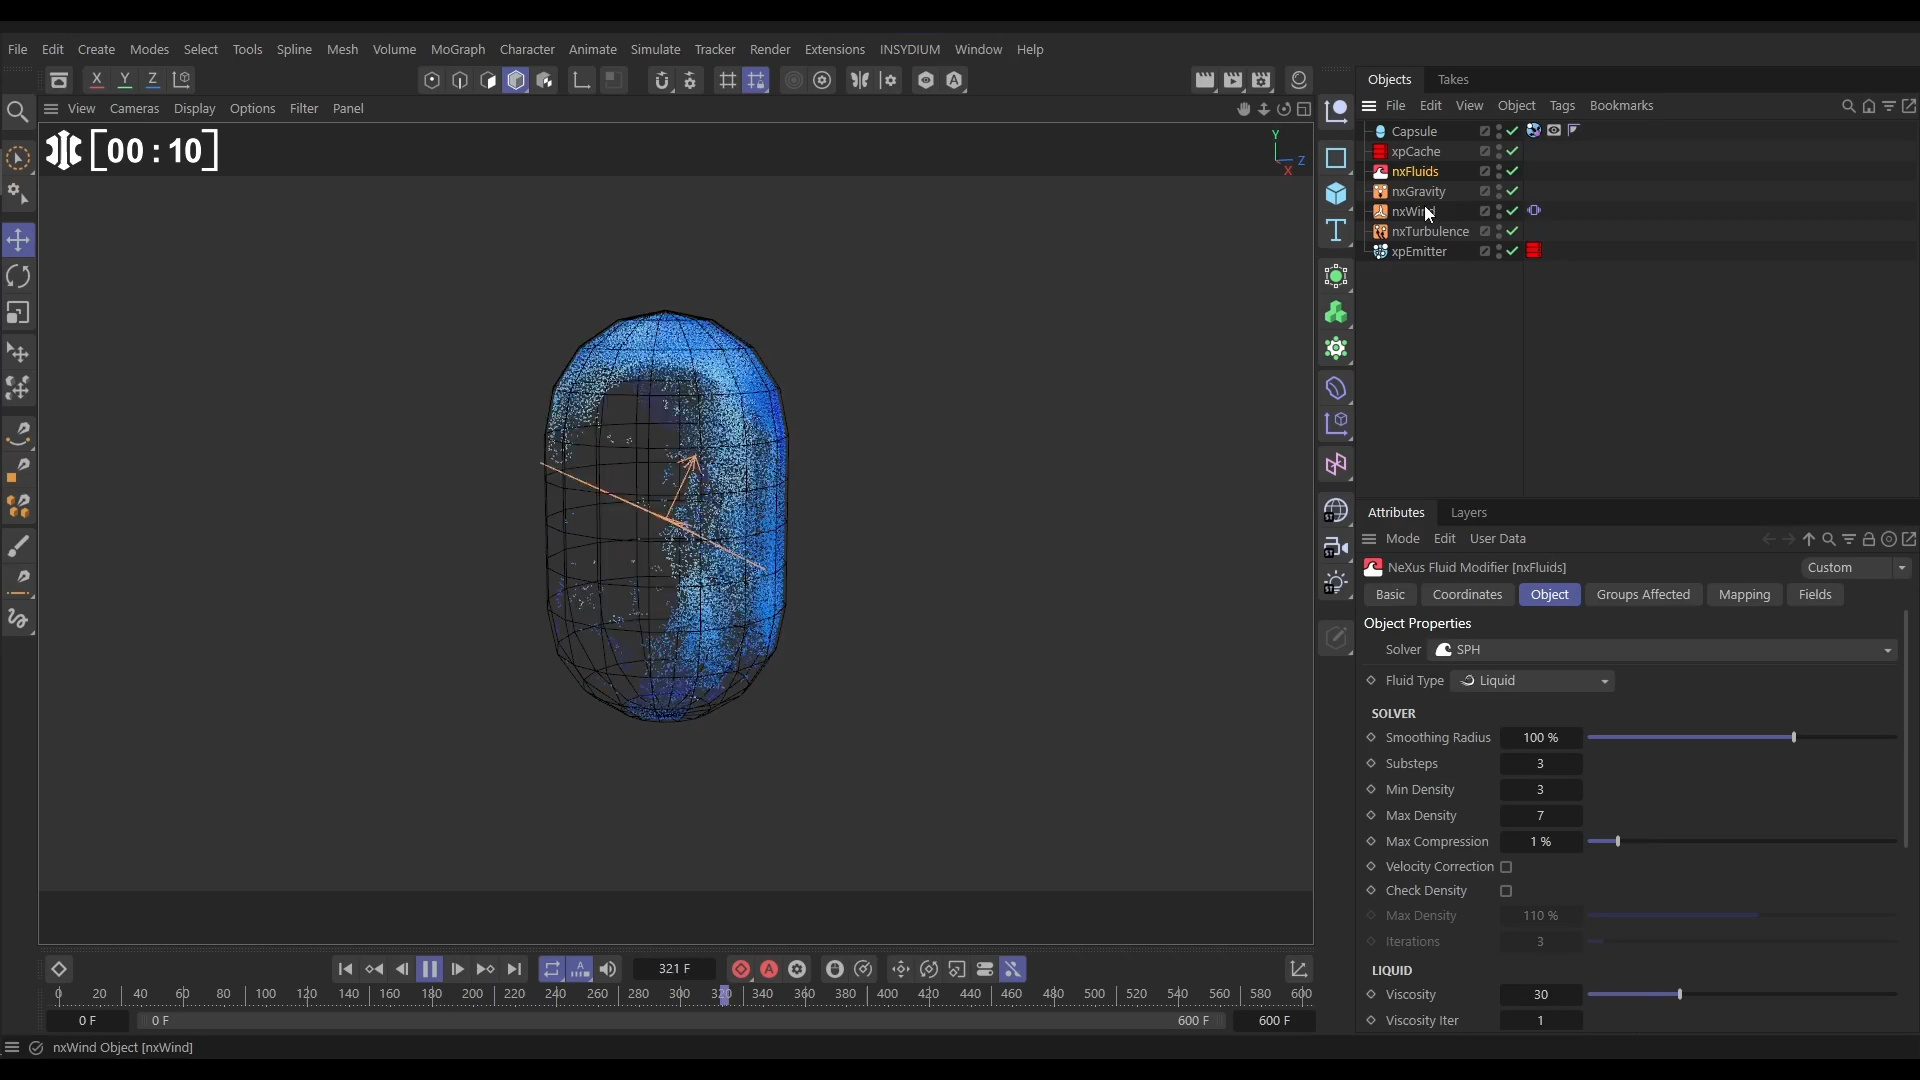 File Edit Create Modes Select Tools Spline Mesh Volume MoGraph Character Animate Simulate Tracker Render Extensions INSYDIUM Window Help
X Y Z
Objects Takes
View Cameras Display Options Filter Panel
File Edit View Object Tags Bookmarks
[00:10]
Y
Z
X
Capsule
xpCache
nxFluids
nxGravity
nxWind
nxTurbulence
xpEmitter
Attributes Layers
Mode Edit User Data
NeXus Fluid Modifier [nxFluids]
Custom
Basic Coordinates Object Groups Affected Mapping Fields
Object Properties
Solver SPH
Fluid Type Liquid
SOLVER
Smoothing Radius 100 %
Substeps 3
Min Density 3
Max Density 7
Max Compression 1 %
Velocity Correction
Check Density
Max Density 110 %
Iterations 3
LIQUID
Viscosity 30
Viscosity Iter 1
321 F
0 20 40 60 80 100 120 140 160 180 200 220 240 260 280 300 320 340 360 380 400 420 440 460 480 500 520 540 560 580 600
0 F 0 F 600 F 600 F
nxWind Object [nxWind]